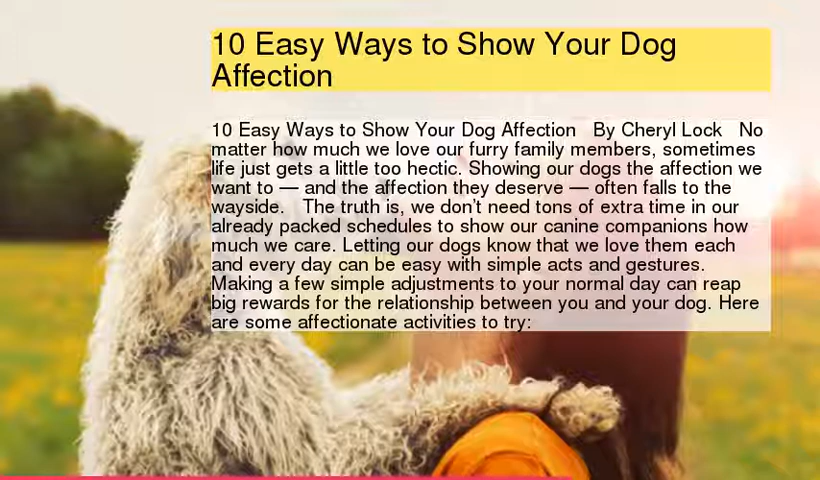 10 Easy Ways to Show Your Dog
Affection
10 Easy Ways to Show Your Dog Affection   By Cheryl Lock   No
matter how much we love our furry family members, sometimes
life just gets a little too hectic. Showing our dogs the affection we
want to — and the affection they deserve — often falls to the
wayside.   The truth is, we don't need tons of extra time in our
already packed schedules to show our canine companions how
much we care. Letting our dogs know that we love them each
and every day can be easy with simple acts and gestures.
Making a few simple adjustments to your normal day can reap
big rewards for the relationship between you and your dog. Here
are some affectionate activities to try: